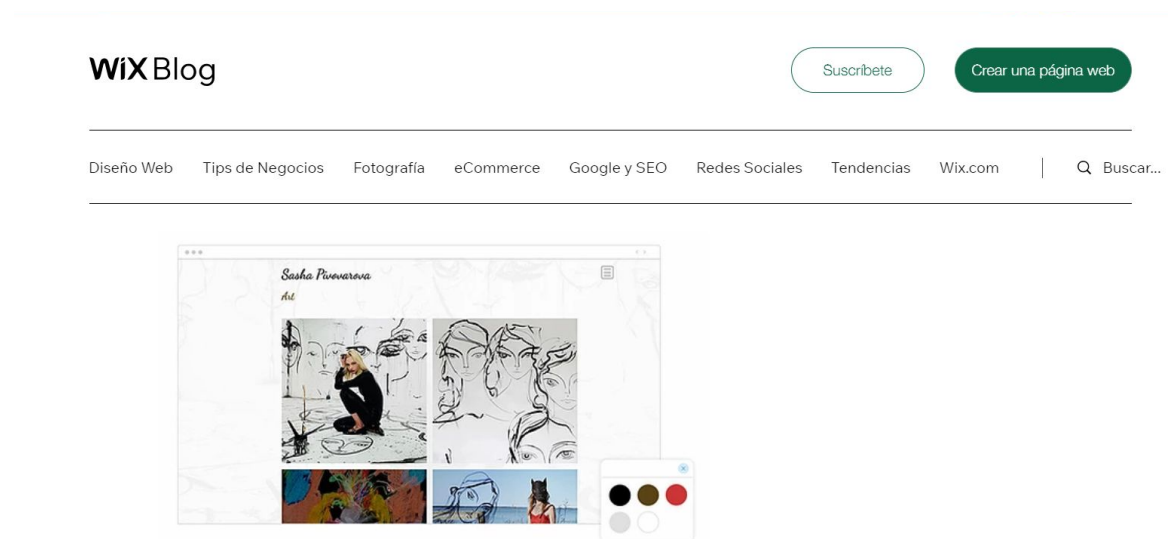 WiX Blog
Suscríbete
Crear una página web
Diseño Web Tips de Negocios Fotografía eCommerce Google y SEO Redes Sociales Tendencias Wix.com Buscar...
Sasha Pivovarova
Art